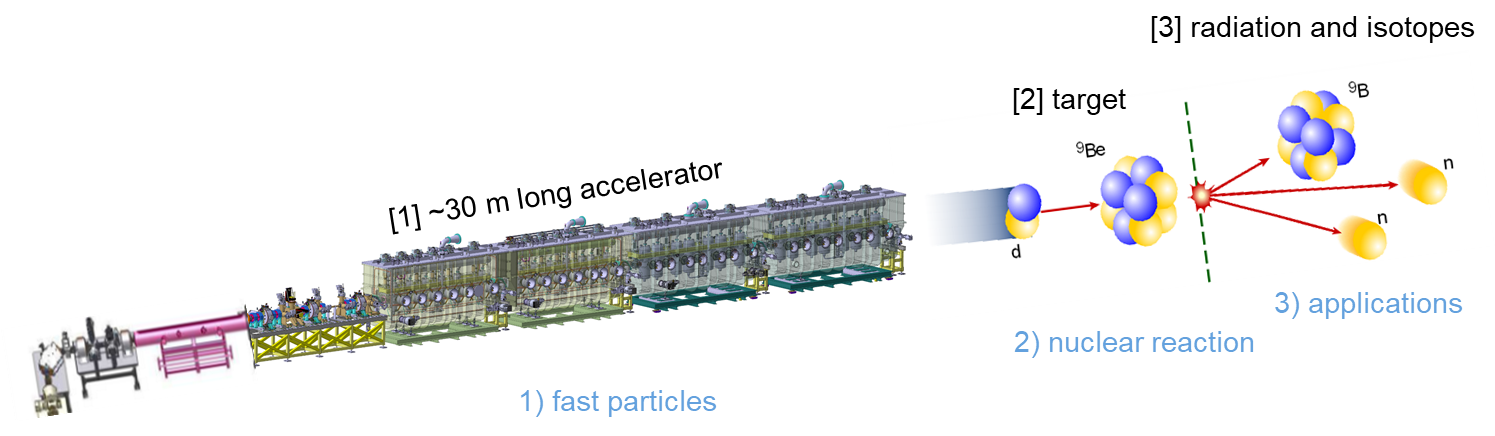 [3] radiation and isotopes
[2] target
⁹B
⁹Be
[1] ~30 m long accelerator
n
n
d
3) applications
2) nuclear reaction
1) fast particles